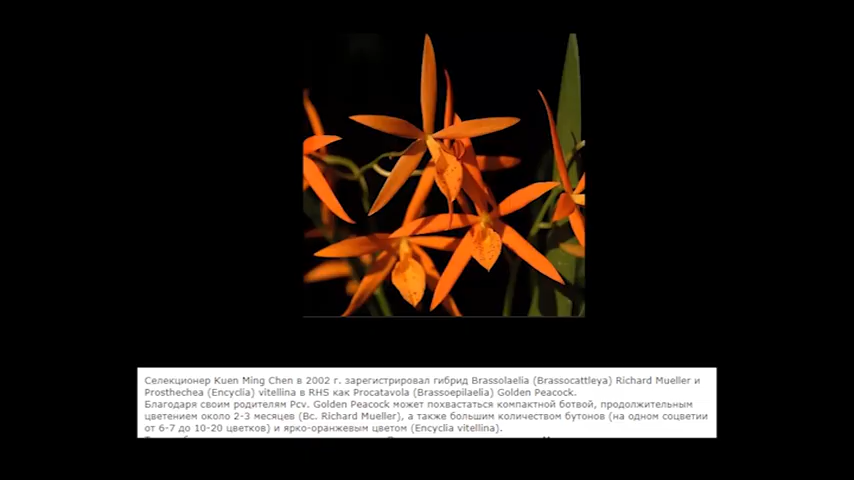 Селекционер Kuen Ming Chen в 2002 г. зарегистрировал гибрид Brassolaelia (Brassocattleya) Richard Mueller и
Prosthechea (Encyclia) vitellina в RHS как Procatavola (Brassoepilaelia) Golden Peacock.
Благодаря своим родителям Pcv. Golden Peacock может похвастаться компактной ботвой, продолжительным
цветением около 2-3 месяцев (Bc. Richard Mueller), а также большим количеством бутонов (на одном соцветии
от 6-7 до 10-20 цветков) и ярко-оранжевым цветом (Encyclia vitellina).